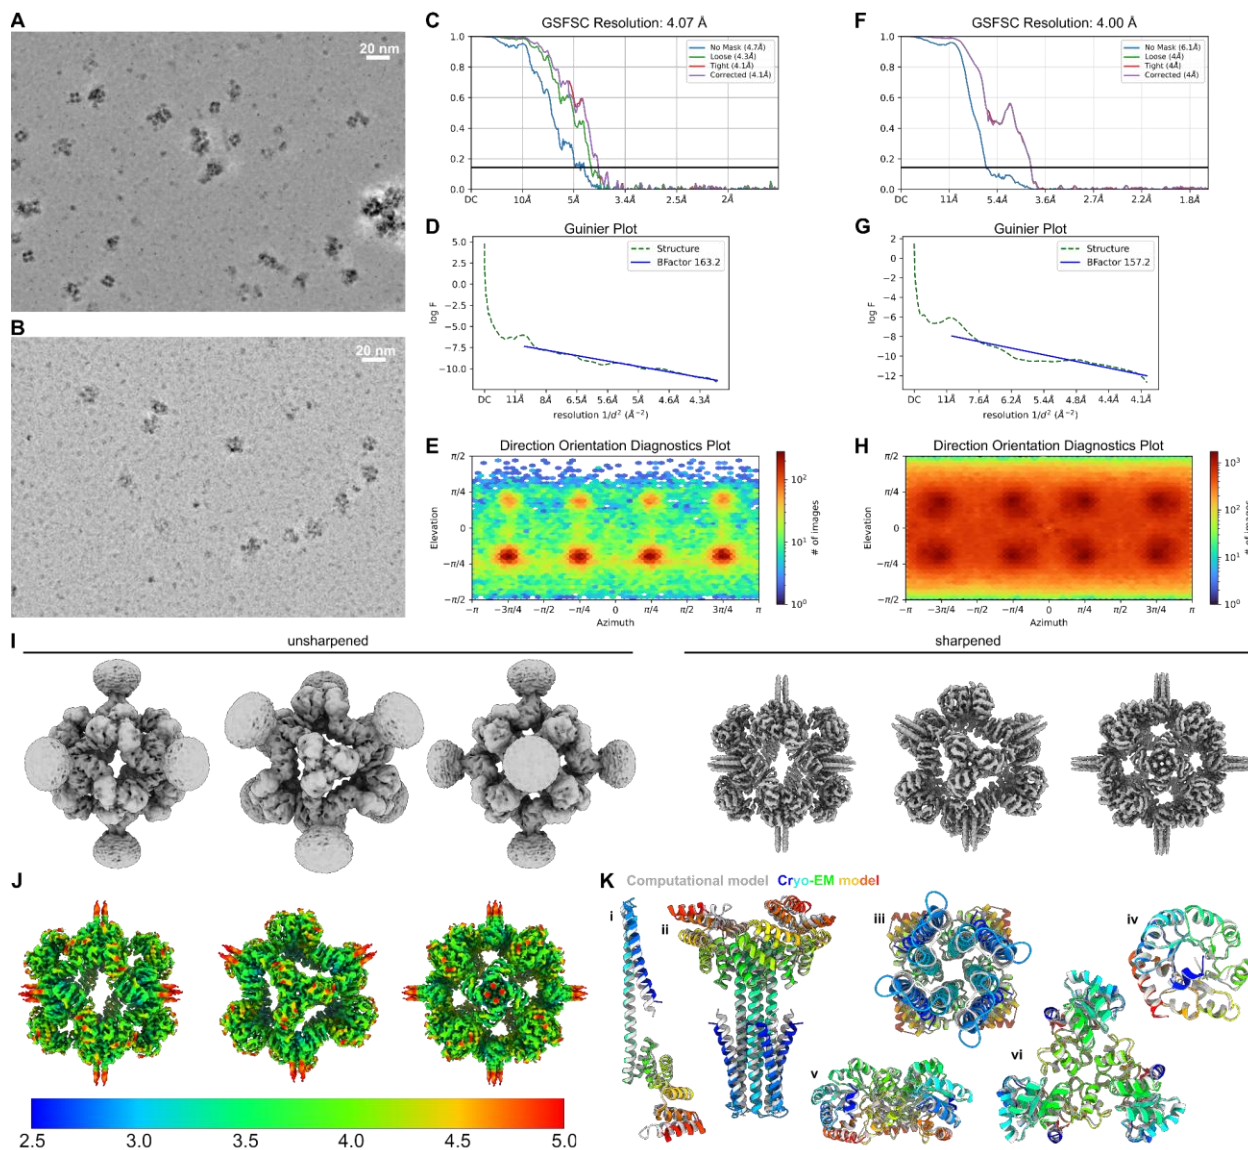 A
20 nm
B
20 nm
C
GSFSC Resolution: 4.07 Å
No Mask (4.7Å)
Loose (4.3Å)
Tight (4.1Å)
Corrected (4.1Å)
1.0
0.8
0.6
0.4
0.2
0.0
DC 10Å 5Å 3.4Å 2.5Å 2Å
D
Guinier Plot
Structure
BFactor 163.2
log F
5.0
2.5
0.0
−2.5
−5.0
−7.5
−10.0
DC 11Å 8Å 6.5Å 5.6Å 5Å 4.6Å 4.3Å
resolution 1/d² (Å⁻²)
E
Direction Orientation Diagnostics Plot
Elevation
π/2
π/4
0
−π/4
−π/2
−π −3π/4 −π/2 −π/4 0 π/4 π/2 3π/4 π
Azimuth
# of images
10²
10¹
10⁰
F
GSFSC Resolution: 4.00 Å
No Mask (6.1Å)
Loose (4Å)
Tight (4Å)
Corrected (4Å)
1.0
0.8
0.6
0.4
0.2
0.0
DC 11Å 5.4Å 3.6Å 2.7Å 2.2Å 1.8Å
G
Guinier Plot
Structure
BFactor 157.2
log F
2
0
−2
−4
−6
−8
−10
−12
DC 11Å 7.6Å 6.2Å 5.4Å 4.8Å 4.4Å 4.1Å
resolution 1/d² (Å⁻²)
H
Direction Orientation Diagnostics Plot
Elevation
π/2
π/4
0
−π/4
−π/2
−π −3π/4 −π/2 −π/4 0 π/4 π/2 3π/4 π
Azimuth
# of images
10³
10²
10¹
10⁰
I
unsharpened
sharpened
J
2.5 3.0 3.5 4.0 4.5 5.0
K Computational model Cryo-EM model
i
ii
iii
iv
v
vi